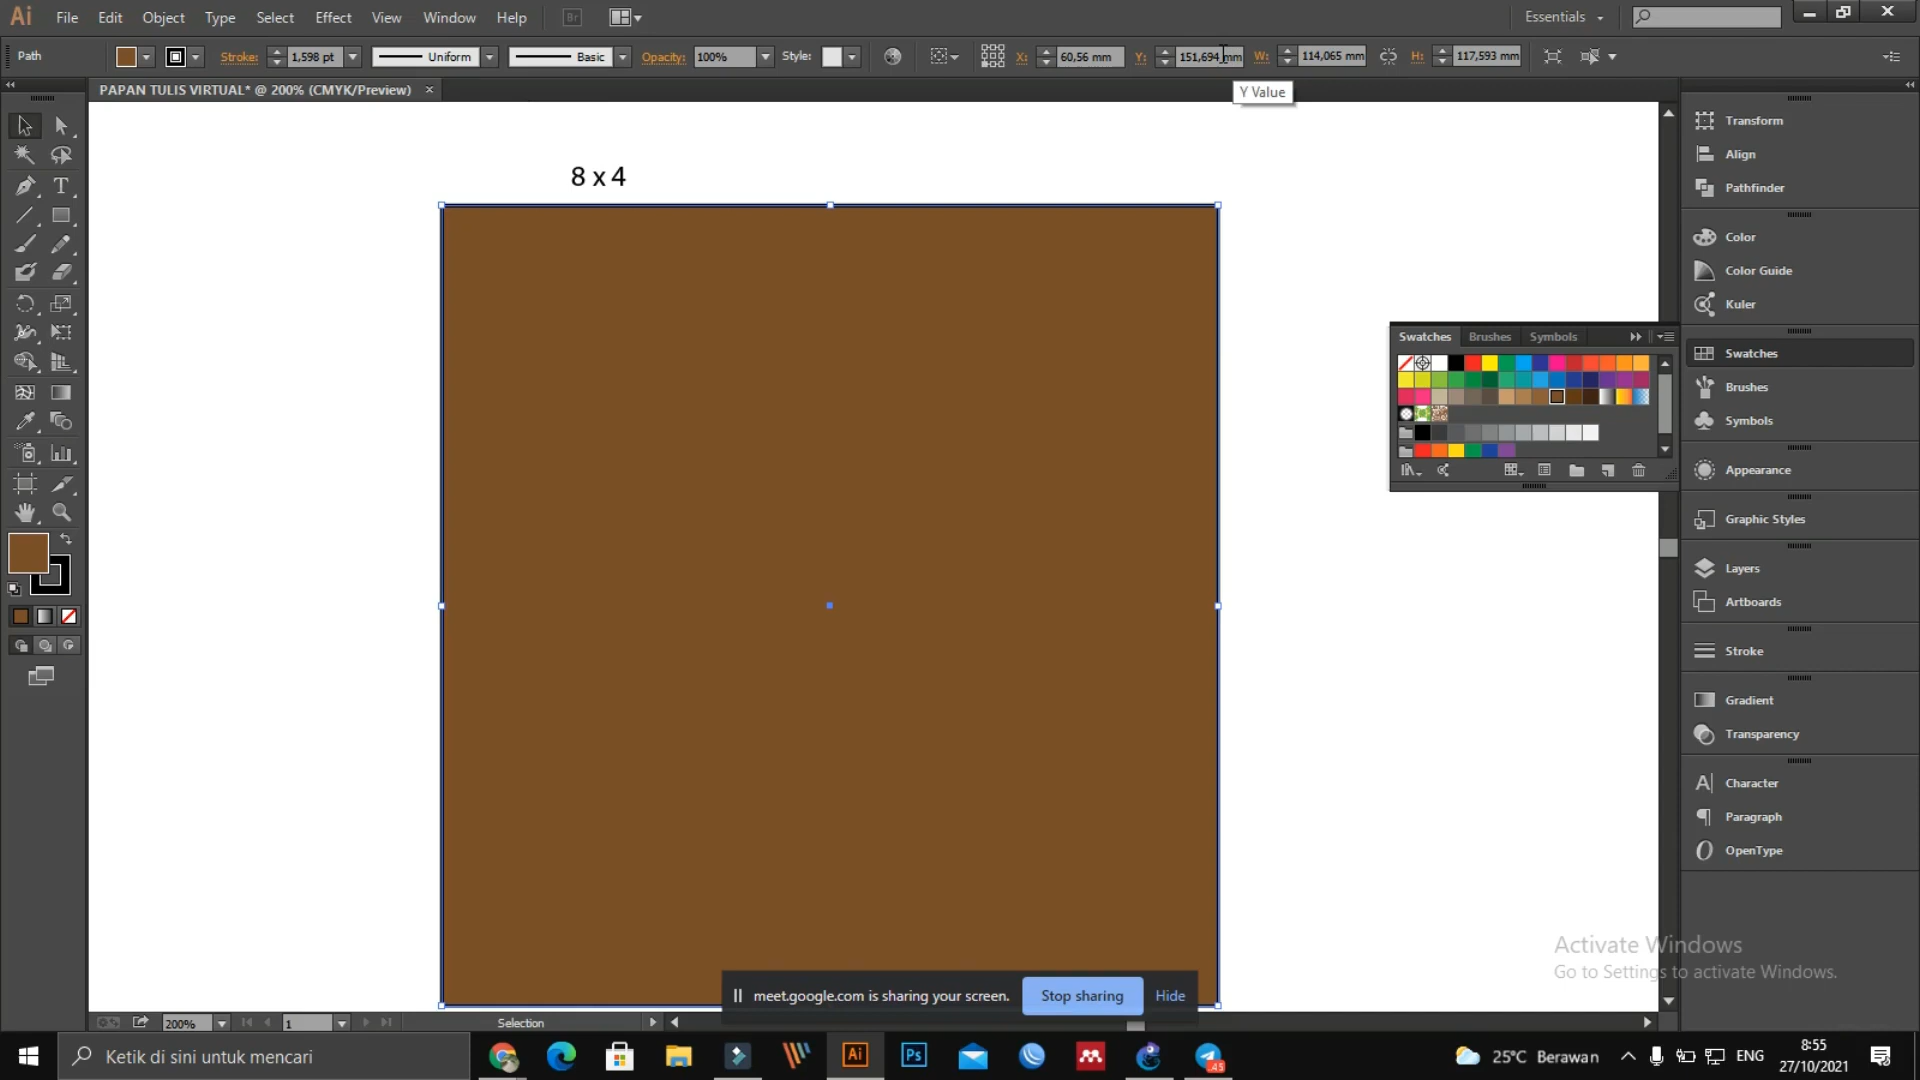 Ai File Edit Object Type Select Effect View Window Help Br Essentials
Path Stroke: 1,598 pt Uniform Basic Opacity: 100% Style: X: 60,56 mm Y: 151,694 mm W: 114,065 mm H: 117,593 mm
PAPAN TULIS VIRTUAL* @ 200% (CMYK/Preview)
Y Value
8 x 4
Transform
Align
Pathfinder
Color
Color Guide
Kuler
Swatches Brushes Symbols
Swatches
Brushes
Symbols
Appearance
Graphic Styles
Layers
Artboards
Stroke
Gradient
Transparency
Character
Paragraph
OpenType
Activate Windows
Go to Settings to activate Windows.
meet.google.com is sharing your screen. Stop sharing Hide
200% 1 Selection
Ketik di sini untuk mencari
Ai Ps 45
25°C Berawan ENG
8:55
27/10/2021